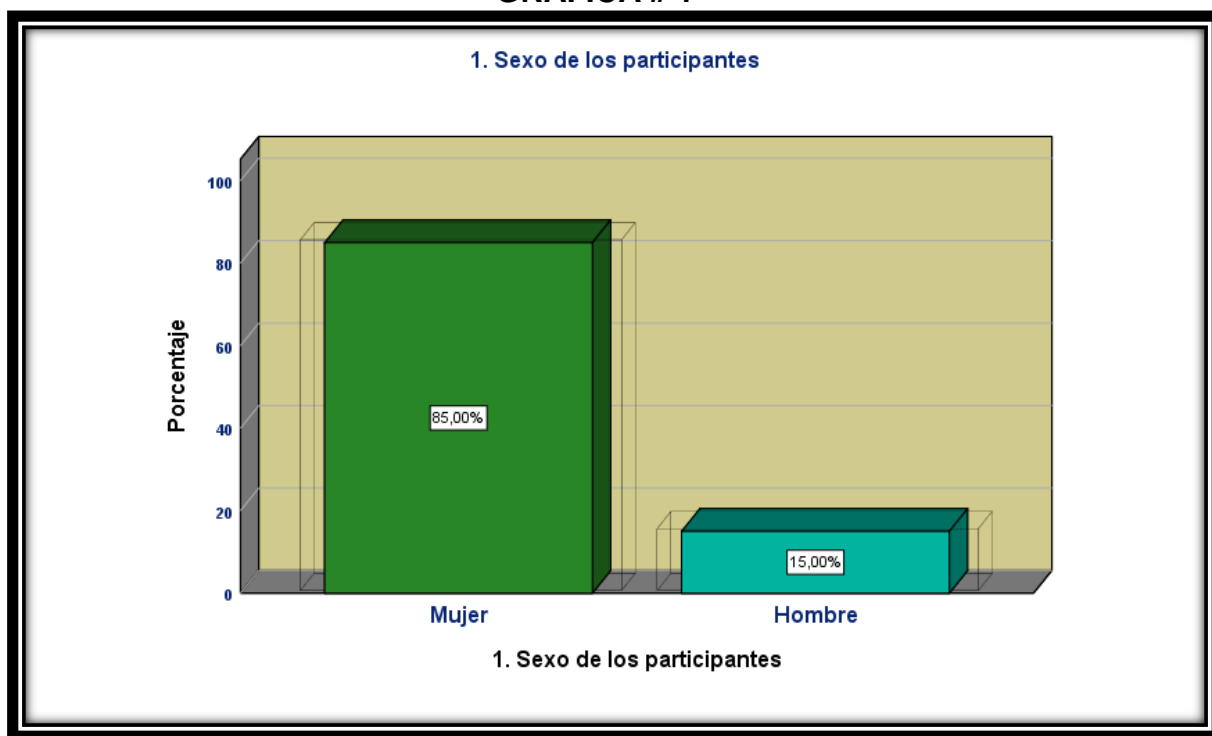 1. Sexo de los participantes
Porcentaje
100
80
60
40
20
0
85,00%
15,00%
Mujer
Hombre
1. Sexo de los participantes